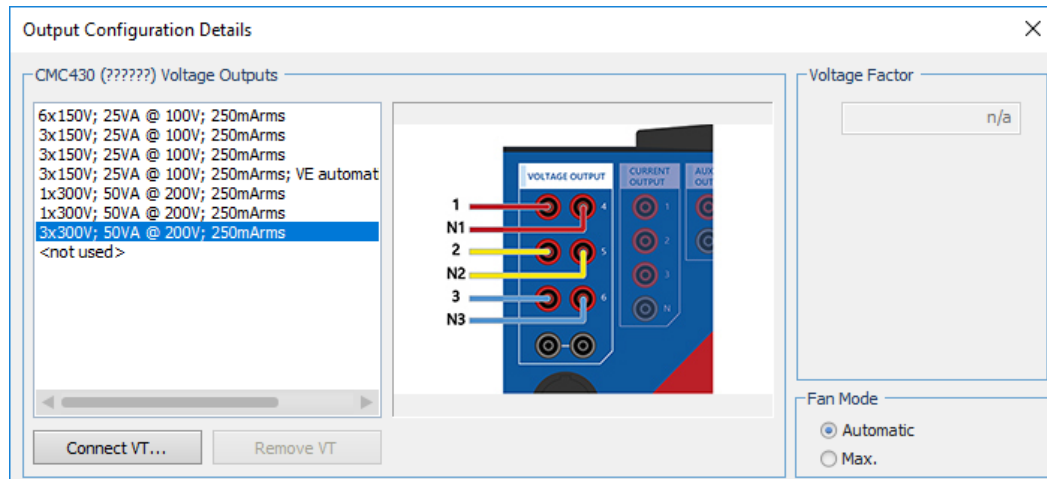 Output Configuration Details
CMC430 (??????) Voltage Outputs
6x150V; 25VA @ 100V; 250mArms
3x150V; 25VA @ 100V; 250mArms
3x150V; 25VA @ 100V; 250mArms
3x150V; 25VA @ 100V; 250mArms; VE automat
1x300V; 50VA @ 200V; 250mArms
1x300V; 50VA @ 200V; 250mArms
3x300V; 50VA @ 200V; 250mArms
<not used>
Connect VT...
Remove VT
VOLTAGE OUTPUT
CURRENT
OUTPUT
AUX
OUT
1
4
1
N1
2
5
2
N2
3
3
6
N
N3
Voltage Factor
n/a
Fan Mode
Automatic
Max.